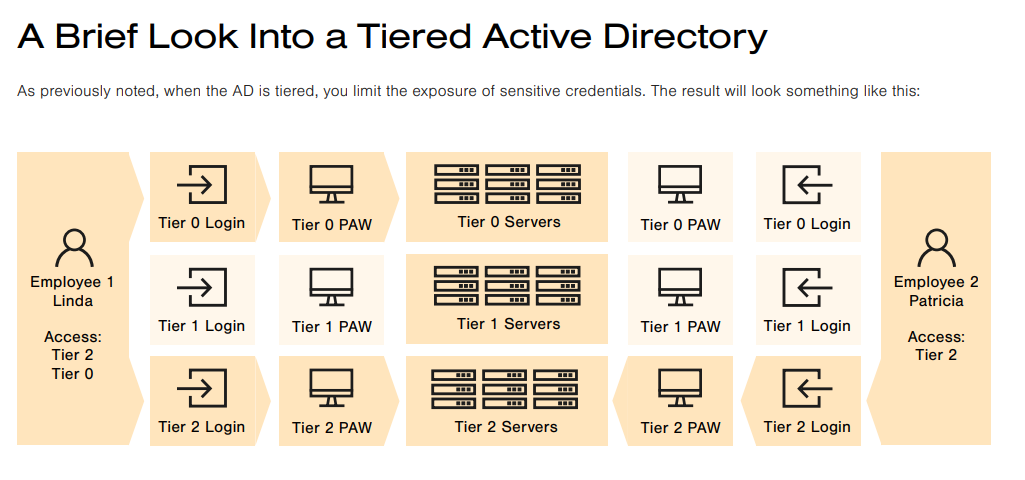 A Brief Look Into a Tiered Active Directory
As previously noted, when the AD is tiered, you limit the exposure of sensitive credentials. The result will look something like this:
Employee 1
Linda
Access:
Tier 2
Tier 0
Tier 0 Login
Tier 0 PAW
Tier 0 Servers
Tier 0 PAW
Tier 0 Login
Tier 1 Login
Tier 1 PAW
Tier 1 Servers
Tier 1 PAW
Tier 1 Login
Tier 2 Login
Tier 2 PAW
Tier 2 Servers
Tier 2 PAW
Tier 2 Login
Employee 2
Patricia
Access:
Tier 2